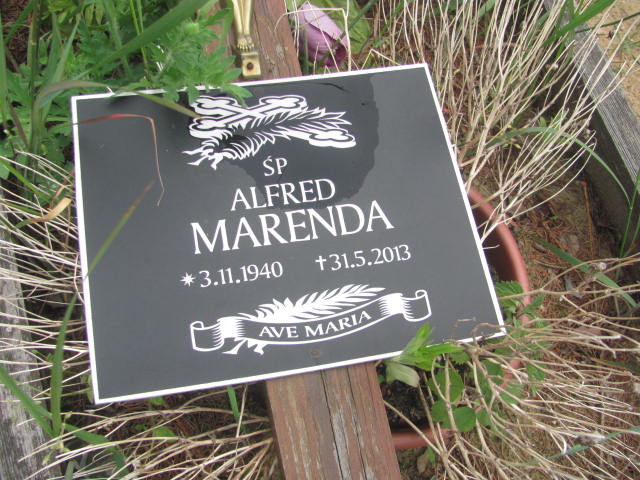 ŚP
ALFRED
MARENDA
*3.11.1940 †31.5.2013
AVE MARIA